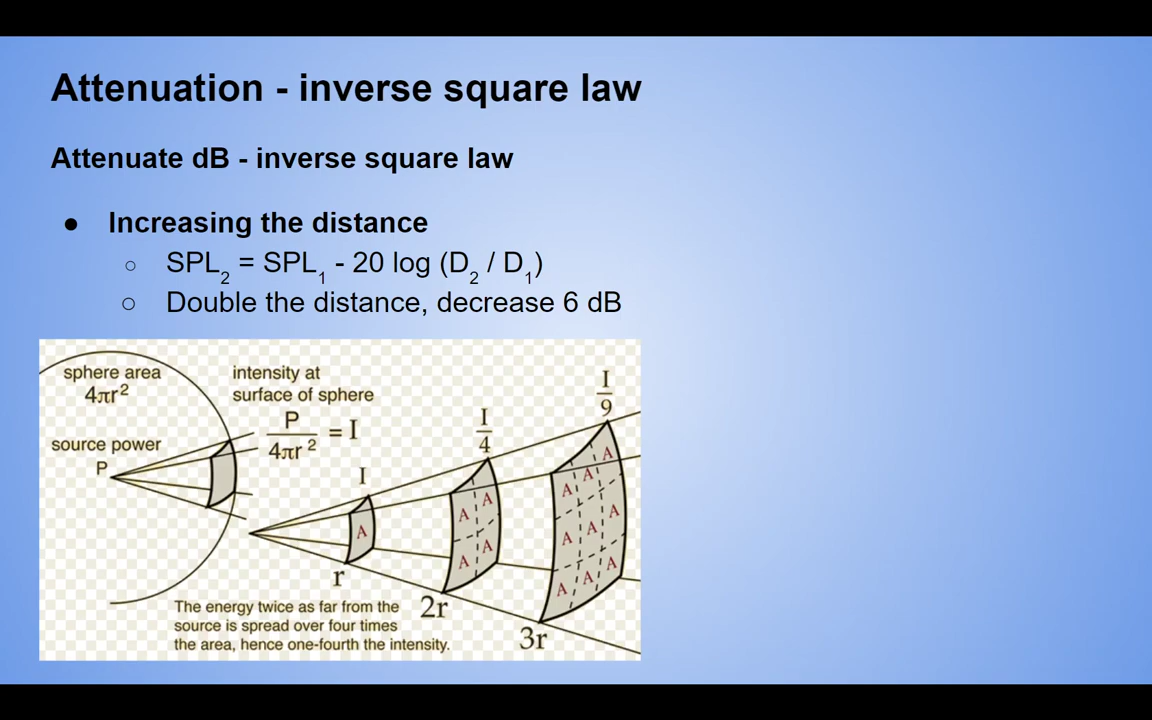 Attenuation - inverse square law
Attenuate dB - inverse square law
● Increasing the distance
○ SPL₂ = SPL₁ - 20 log (D₂ / D₁)
○ Double the distance, decrease 6 dB
sphere area
4πr²
intensity at
surface of sphere
P
4πr²
= I
source power
P
I
I
4
I
9
A
A
A
A
A
A
A
A
A
A
A
A
A
A
r
2r
3r
The energy twice as far from the
source is spread over four times
the area, hence one-fourth the intensity.